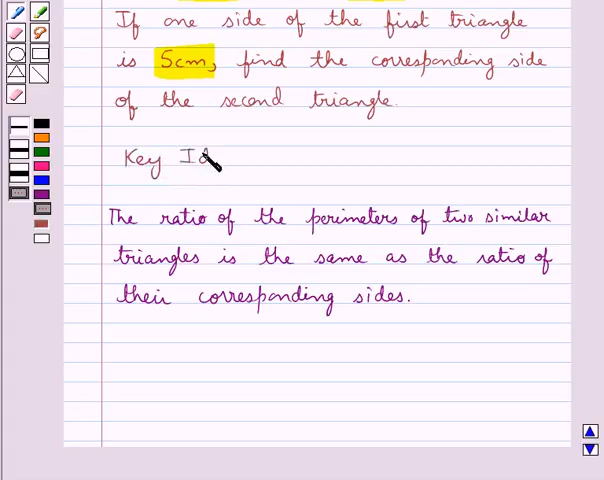 If one side of the first triangle
is 5cm, find the corresponding side
of the second triangle.
Key Id
The ratio of the perimeters of two similar
triangles is the same as the ratio of
their corresponding sides.